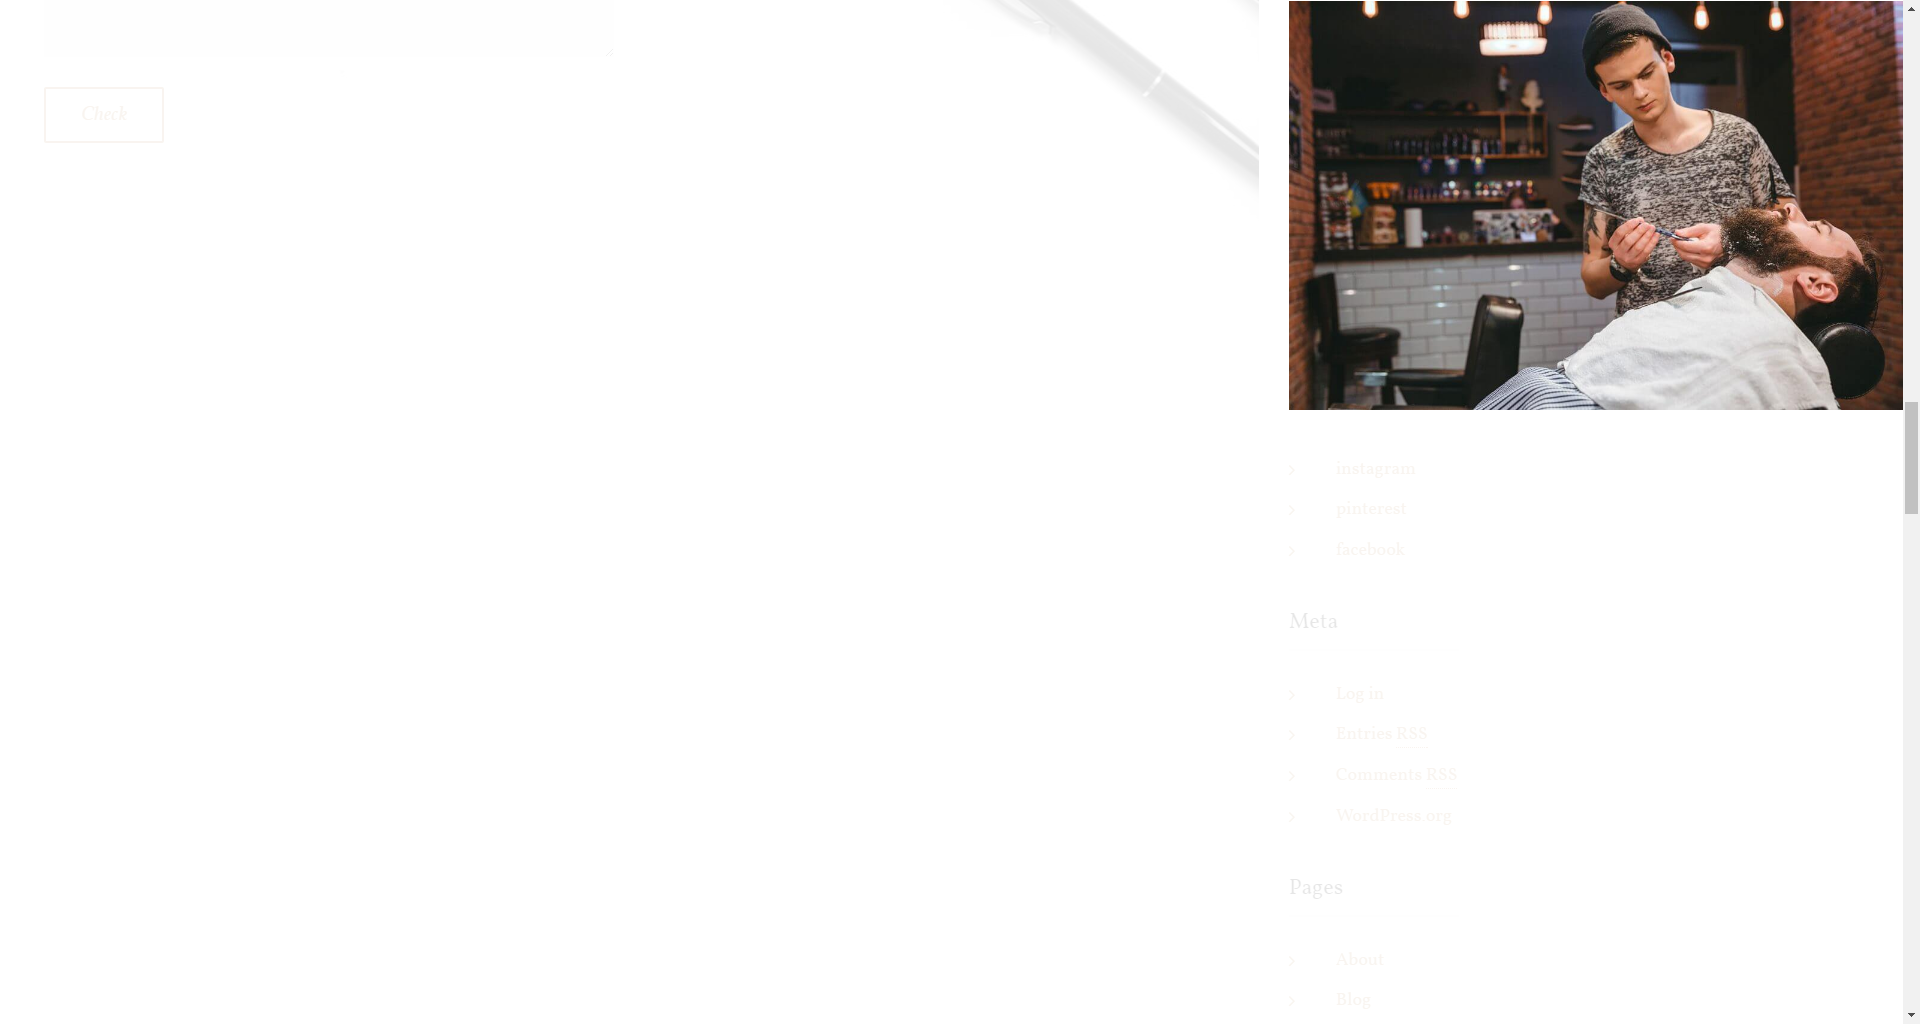 Check
instagram
pinterest
facebook
Meta
Log in
Entries RSS
Comments RSS
WordPress.org
Pages
About
Blog